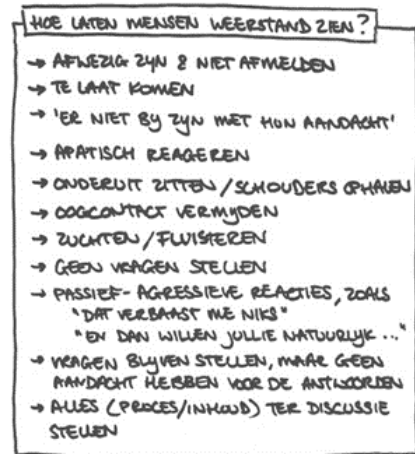 HOE LATEN MENSEN WEERSTAND ZIEN?
→ AFWEZIG ZIJN & NIET AFMELDEN
→ TE LAAT KOMEN
→ 'ER NIET BIJ ZIJN MET HUN AANDACHT'
→ APATISCH REAGEREN
→ ONDERUIT ZITTEN/SCHOUDERS OPHALEN
→ OOGCONTACT VERMIJDEN
→ ZUCHTEN/FLUISTEREN
→ GEEN VRAGEN STELLEN
→ PASSIEF-AGRESSIEVE REACTIES, ZOALS
"DAT VERBAAST ME NIKS"
"EN DAN WILLEN JULLIE NATUURLIJK ..."
→ VRAGEN BLIJVEN STELLEN, MAAR GEEN
AANDACHT HEBBEN VOOR DE ANTWOORDEN
→ ALLES (PROCES/INHOUD) TER DISCUSSIE
STELLEN